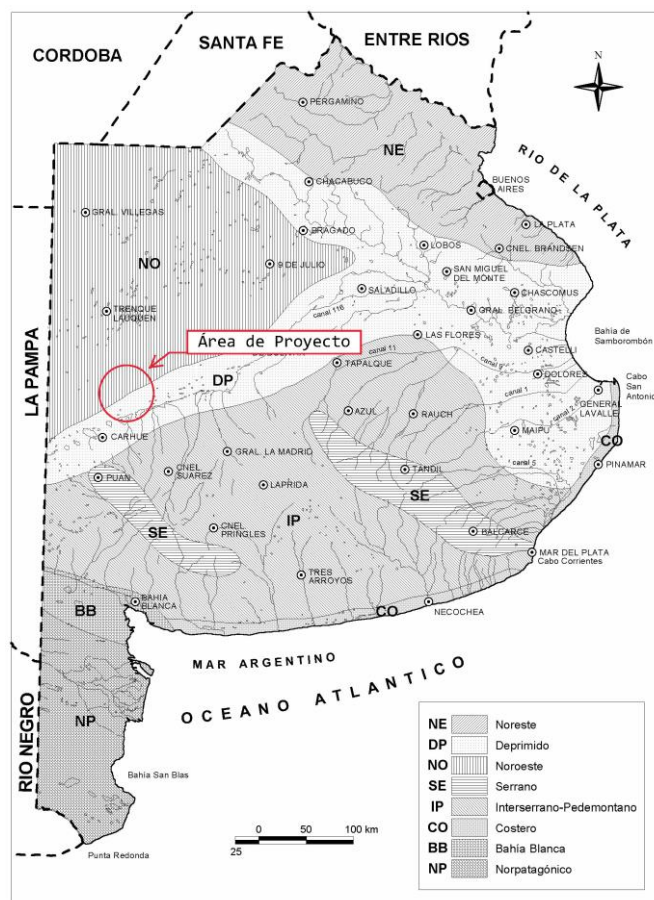 CORDOBA
SANTA FE
ENTRE RIOS
N
PERGAMINO
NE
RIO DE LA PLATA
BUENOS
AIRES
CHACABUCO
GRAL. VILLEGAS
LA PLATA
BRAGADO
LOBOS
CNEL. BRANDSEN
NO
9 DE JULIO
SAN MIGUEL
DEL MONTE
SALADILLO
CHASCOMUS
TRENQUE
LAUQUEN
canal 116
GRAL. BELGRANO
Bahia de
Samborombón
Área de Proyecto
LAS FLORES
LA PAMPA
canal 11
CASTELLI
TAPALQUE
canal 9
DP
DOLORES
Cabo
San
Antonio
canal 1
GENERAL
LAVALLE
AZUL
RAUCH
canal 2
CARHUE
MAIPU
CO
GRAL. LA MADRID
canal 5
PUAN
CNEL
SUAREZ
TANDIL
PINAMAR
LAPRIDA
SE
IP
SE
CNEL
PRINGLES
BALCARCE
MAR DEL PLATA
Cabo Corrientes
TRES
ARROYOS
BB
BAHIA
BLANCA
CO
NECOCHEA
MAR ARGENTINO
OCEANO ATLANTICO
RIO NEGRO
NP
NE Noreste
DP Deprimido
NO Noroeste
SE Serrano
IP Interserrano-Pedemontano
CO Costero
BB Bahía Blanca
NP Norpatagónico
Bahia San Blas
0 50 100 km
25
Punta Redonda